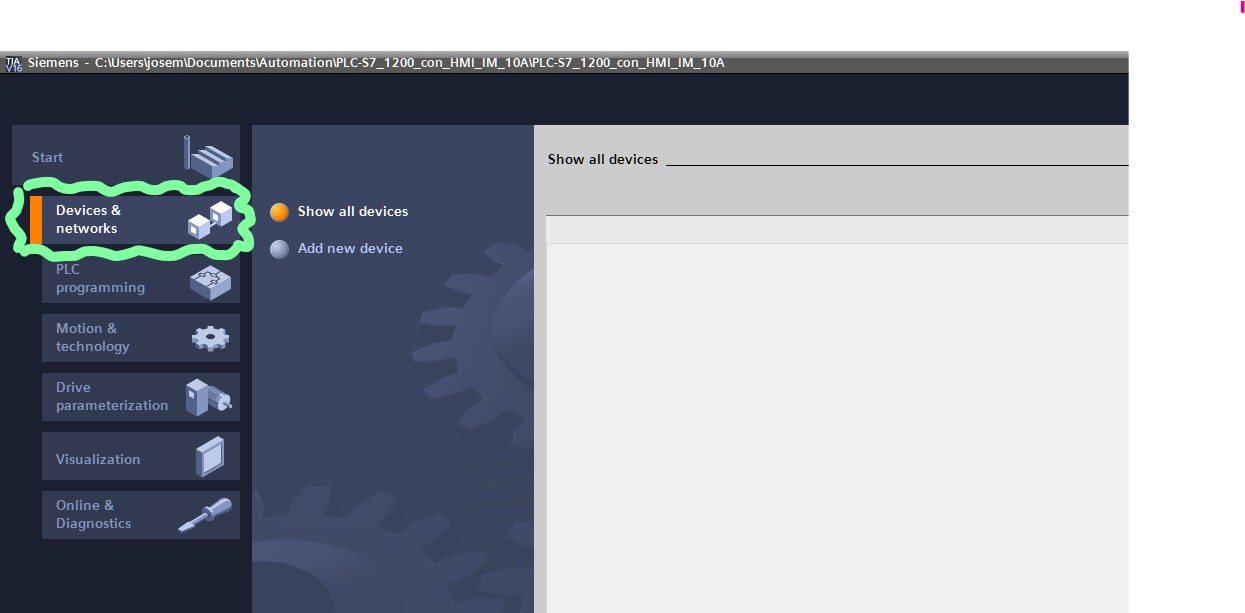 TIA
V16
Siemens - C:\Users\josem\Documents\Automation\PLC-S7_1200_con_HMI_IM_10A\PLC-S7_1200_con_HMI_IM_10A
Start
Devices &
networks
PLC
programming
Motion &
technology
Drive
parameterization
Visualization
Online &
Diagnostics
Show all devices
Add new device
Show all devices